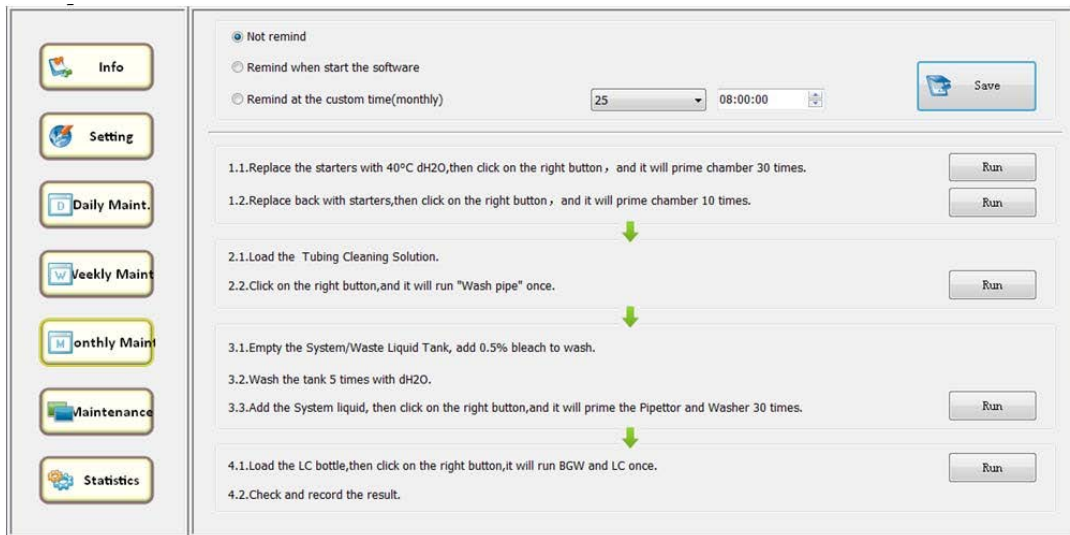 Info
Setting
D Daily Maint.
W Veekly Maint
M onthly Maint
Maintenance
Statistics
Not remind
Remind when start the software
Remind at the custom time(monthly) 25 08:00:00
Save
1.1.Replace the starters with 40ºC dH2O,then click on the right button，and it will prime chamber 30 times. Run
1.2.Replace back with starters,then click on the right button，and it will prime chamber 10 times. Run
2.1.Load the Tubing Cleaning Solution.
2.2.Click on the right button,and it will run "Wash pipe" once. Run
3.1.Empty the System/Waste Liquid Tank, add 0.5% bleach to wash.
3.2.Wash the tank 5 times with dH2O.
3.3.Add the System liquid, then click on the right button,and it will prime the Pipettor and Washer 30 times. Run
4.1.Load the LC bottle,then click on the right button,it will run BGW and LC once. Run
4.2.Check and record the result.